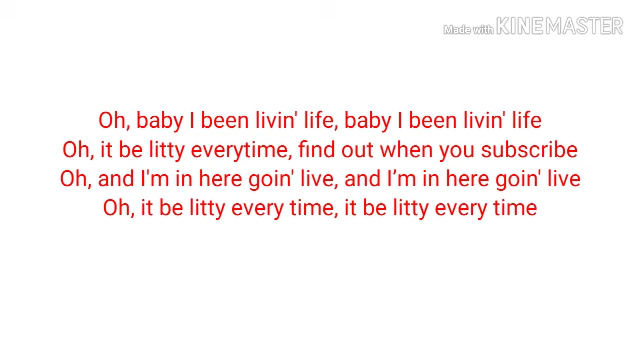 Made with KINEMASTER
Oh, baby I been livin' life, baby I been livin' life
Oh, it be litty everytime, find out when you subscribe
Oh, and I'm in here goin' live, and I’m in here goin' live
Oh, it be litty every time, it be litty every time